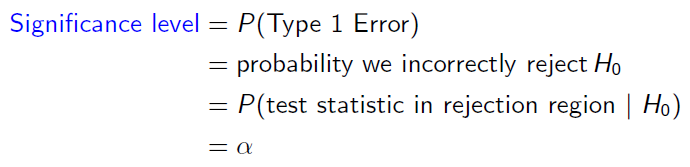 Significance level = P(Type 1 Error)
= probability we incorrectly reject H₀
= P(test statistic in rejection region | H₀)
= α